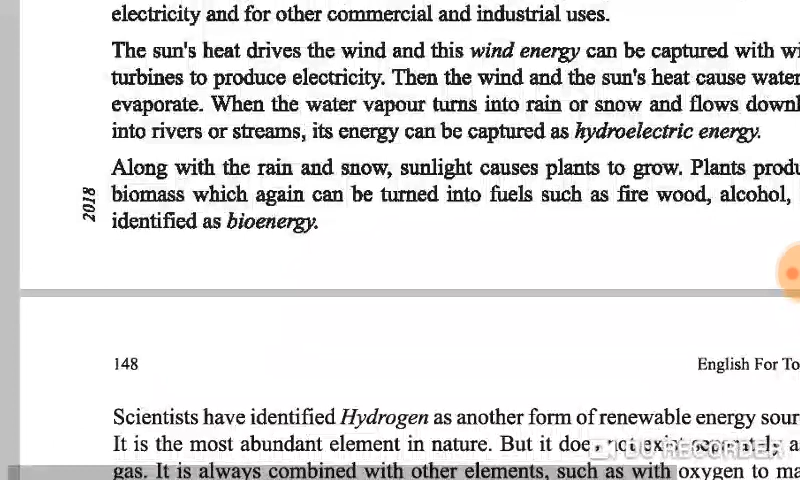 electricity and for other commercial and industrial uses.
The sun's heat drives the wind and this wind energy can be captured with
turbines to produce electricity. Then the wind and the sun's heat cause water
evaporate. When the water vapour turns into rain or snow and flows
into rivers or streams, its energy can be captured as hydroelectric energy.
Along with the rain and snow, sunlight causes plants to grow. Plants
biomass which again can be turned into fuels such as fire wood, alcohol,
2018
identified as bioenergy.
148
English For
Scientists have identified Hydrogen as another form of renewable energy
It is the most abundant element in nature. But it does not exist separately
DU RECORDER
gas. It is always combined with other elements, such as with oxygen to